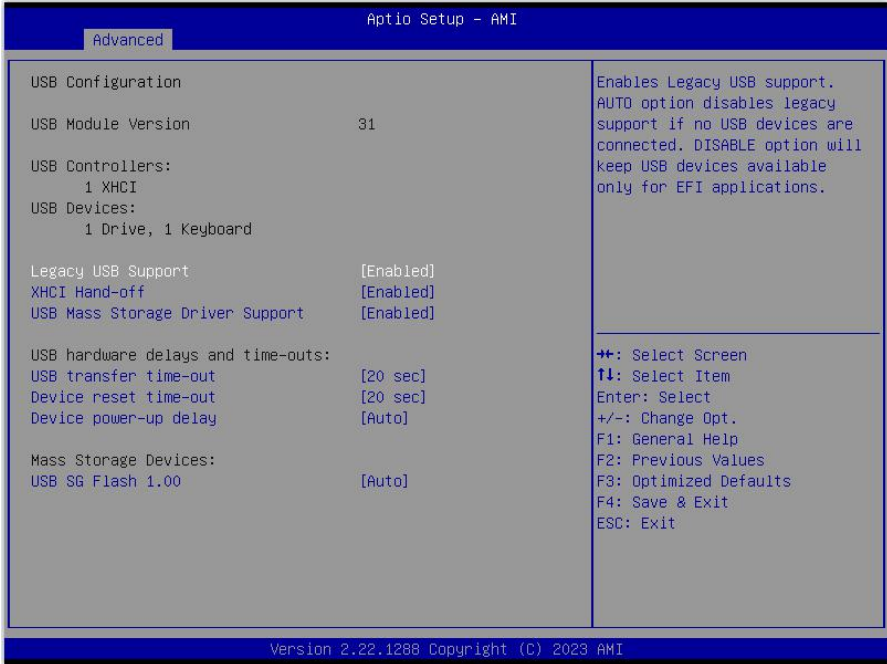 Aptio Setup – AMI
Advanced
USB Configuration
USB Module Version 31
USB Controllers:
1 XHCI
USB Devices:
1 Drive, 1 Keyboard
Legacy USB Support [Enabled]
XHCI Hand-off [Enabled]
USB Mass Storage Driver Support [Enabled]
USB hardware delays and time-outs:
USB transfer time-out [20 sec]
Device reset time-out [20 sec]
Device power-up delay [Auto]
Mass Storage Devices:
USB SG Flash 1.00 [Auto]
Enables Legacy USB support.
AUTO option disables legacy
support if no USB devices are
connected. DISABLE option will
keep USB devices available
only for EFI applications.
→←: Select Screen
↑↓: Select Item
Enter: Select
+/-: Change Opt.
F1: General Help
F2: Previous Values
F3: Optimized Defaults
F4: Save & Exit
ESC: Exit
Version 2.22.1288 Copyright (C) 2023 AMI